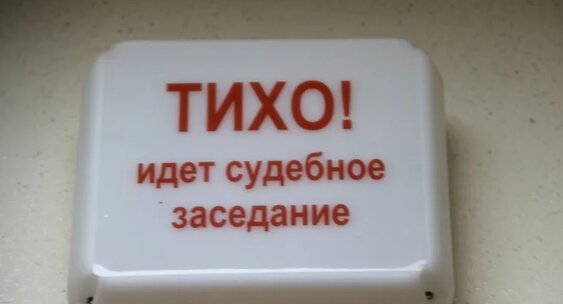 ТИХО!
идет судебное
заседание